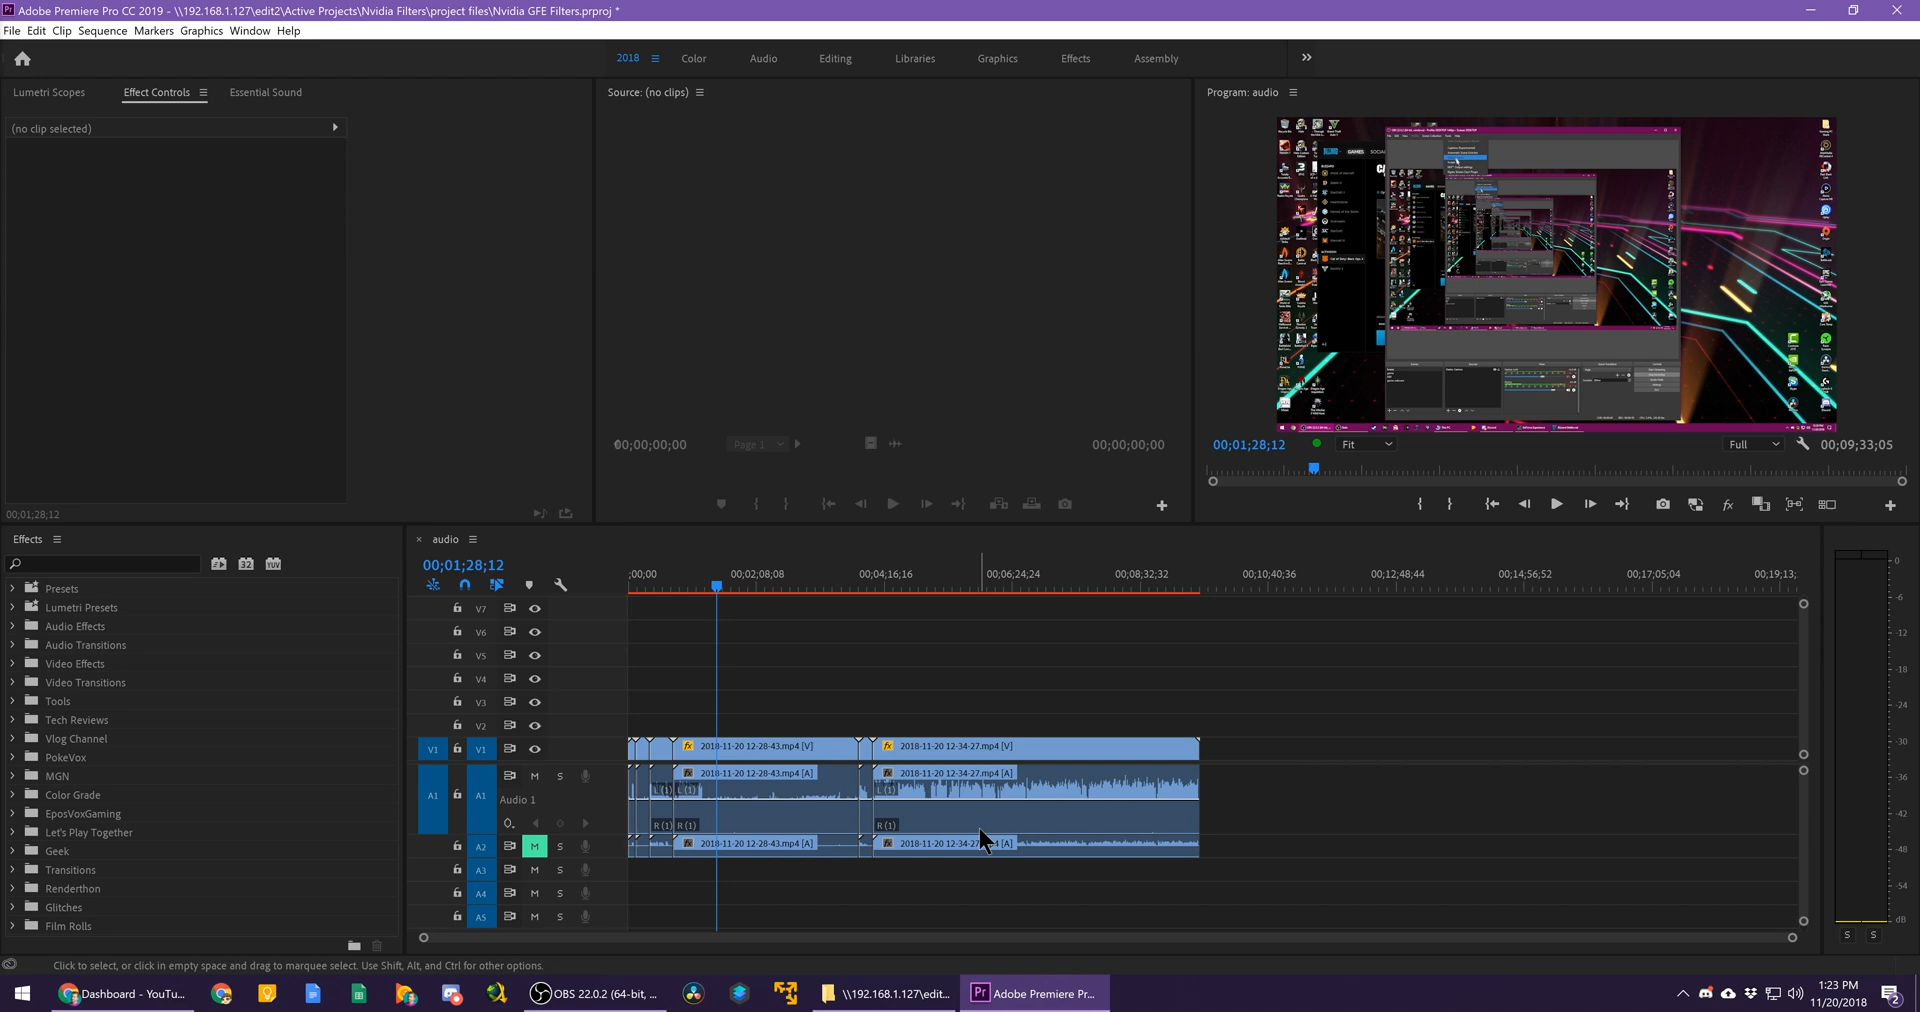 Adobe Premiere Pro CC 2019 - \\192.168.1.127\edit2\Active Projects\Nvidia Filters\project files\Nvidia GFE Filters.prproj *
File Edit Clip Sequence Markers Graphics Window Help
2018 Color Audio Editing Libraries Graphics Effects Assembly
Lumetri Scopes Effect Controls Essential Sound
Source: (no clips)
Program: audio
(no clip selected)
00;00;00;00 Page 1 00;00;00;00
00;01;28;12 Fit Full 00;09;33;05
00;01;28;12
Effects
audio
00;01;28;12
;00;00 00;02;08;08 00;04;16;16 00;06;24;24 00;08;32;32 00;10;40;36 00;12;48;44 00;14;56;52 00;17;05;04 00;19;13;
32 YUV
Presets
Lumetri Presets
Audio Effects
Audio Transitions
Video Effects
Video Transitions
Tools
Tech Reviews
Vlog Channel
PokeVox
MGN
Color Grade
EposVoxGaming
Let's Play Together
Geek
Transitions
Renderthon
Glitches
Film Rolls
V7
V6
V5
V4
V3
V2
V1 V1 fx 2018-11-20 12-28-43.mp4 [V] fx 2018-11-20 12-34-27.mp4 [V]
M S fx 2018-11-20 12-28-43.mp4 [A] fx 2018-11-20 12-34-27.mp4 [A]
L (1) L (1) L (1)
A1 A1 Audio 1
R (1) R (1) R (1)
A2 M S fx 2018-11-20 12-28-43.mp4 [A] fx 2018-11-20 12-34-27 4 [A]
A3 M S
A4 M S
A5 M S
0
-6
-12
-18
-24
-30
-36
-42
-48
-54
dB
S S
Click to select, or click in empty space and drag to marquee select. Use Shift, Alt, and Ctrl for other options.
Dashboard - YouTu... OBS 22.0.2 (64-bit, ... \\192.168.1.127\edit... Pr Adobe Premiere Pr...
1:23 PM
11/20/2018
2